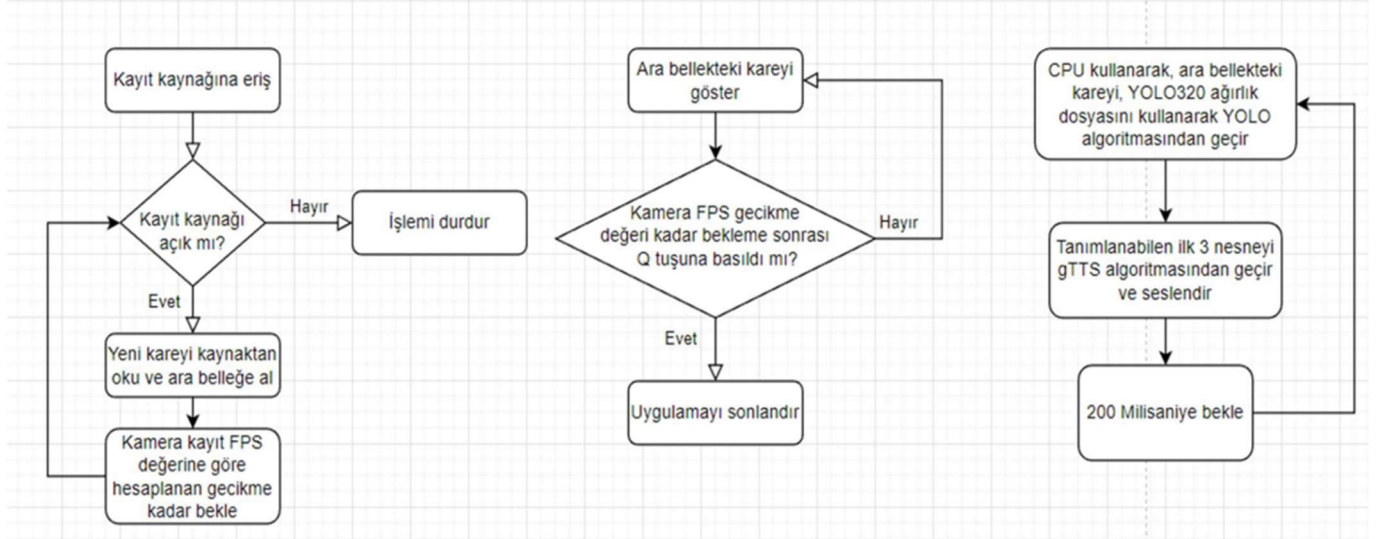 Kayıt kaynağına eriş
Kayıt kaynağı
açık mı?
Hayır
İşlemi durdur
Evet
Yeni kareyi kaynaktan
oku ve ara belleğe al
Kamera kayıt FPS
değerine göre
hesaplanan gecikme
kadar bekle
Ara bellekteki kareyi
göster
Kamera FPS gecikme
değeri kadar bekleme sonrası
Q tuşuna basıldı mı?
Hayır
Evet
Uygulamayı sonlandır
CPU kullanarak, ara bellekteki
kareyi, YOLO320 ağırlık
dosyasını kullanarak YOLO
algoritmasından geçir
Tanımlanabilen ilk 3 nesneyi
gTTS algoritmasından geçir
ve seslendir
200 Milisaniye bekle